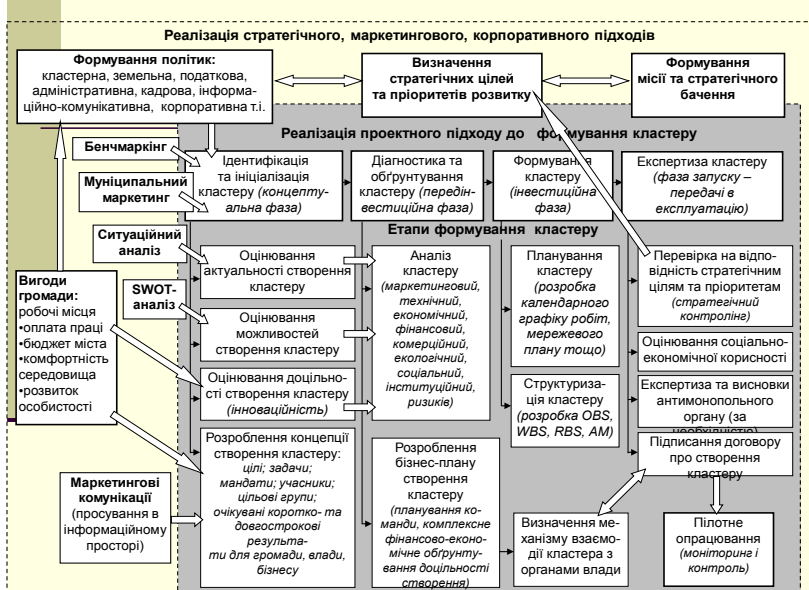 Реалізація стратегічного, маркетингового, корпоративного підходів
Формування політик:
кластерна, земельна, податкова,
адміністративна, кадрова, інформа-
ційно-комунікативна, корпоративна т.і.
Визначення
стратегічних цілей
та пріоритетів розвитку
Формування
місії та стратегічного
бачення
Реалізація проектного підходу до формування кластеру
Бенчмаркінг
Муніципальний
маркетинг
Ситуаційний
аналіз
SWOT-
аналіз
Вигоди
громади:
робочі місця
•оплата праці
•бюджет міста
•комфортність
середовища
•розвиток
особистості
Маркетингові
комунікації
(просування в
інформаційному
просторі)
Ідентифікація
та ініціалізація
кластеру (концепту-
альна фаза)
Діагностика та
обґрунтування
кластеру (передін-
вестиційна фаза)
Формування
кластеру
(інвестиційна
фаза)
Експертиза кластеру
(фаза запуску –
передачі в
експлуатацію)
Етапи формування кластеру
Оцінювання
актуальності створення
кластеру
Оцінювання
можливостей
створення кластеру
Оцінювання доцільно-
сті створення кластеру
(інноваційність)
Розроблення концепції
створення кластеру:
цілі; задачі;
мандати; учасники;
цільові групи;
очікувані коротко- та
довгострокові
результа-
ти для громади, влади,
бізнесу
Аналіз
кластеру
(маркетинговий,
технічний,
економічний,
фінансовий,
комерційний,
екологічний,
соціальний,
інституційний,
ризиків)
Розроблення
бізнес-плану
створення
кластеру
(планування ко-
манди, комплексне
фінансово-еконо-
мічне обґрунту-
вання доцільності
створення)
Планування
кластеру
(розробка
календарного
графіку робіт,
мережевого
плану тощо)
Структуриза-
ція кластеру
(розробка OBS,
WBS, RBS, AM)
Визначення ме-
ханізму взаємо-
дії кластера з
органами влади
Перевірка на відпо-
відність стратегічним
цілям та пріоритетам
(стратегічний
контролінг)
Оцінювання соціально-
економічної корисності
Експертиза та висновки
антимонопольного
органу (за
необхідністю)
Підписання договору
про створення
кластеру
Пілотне
опрацювання
(моніторинг і
контроль)